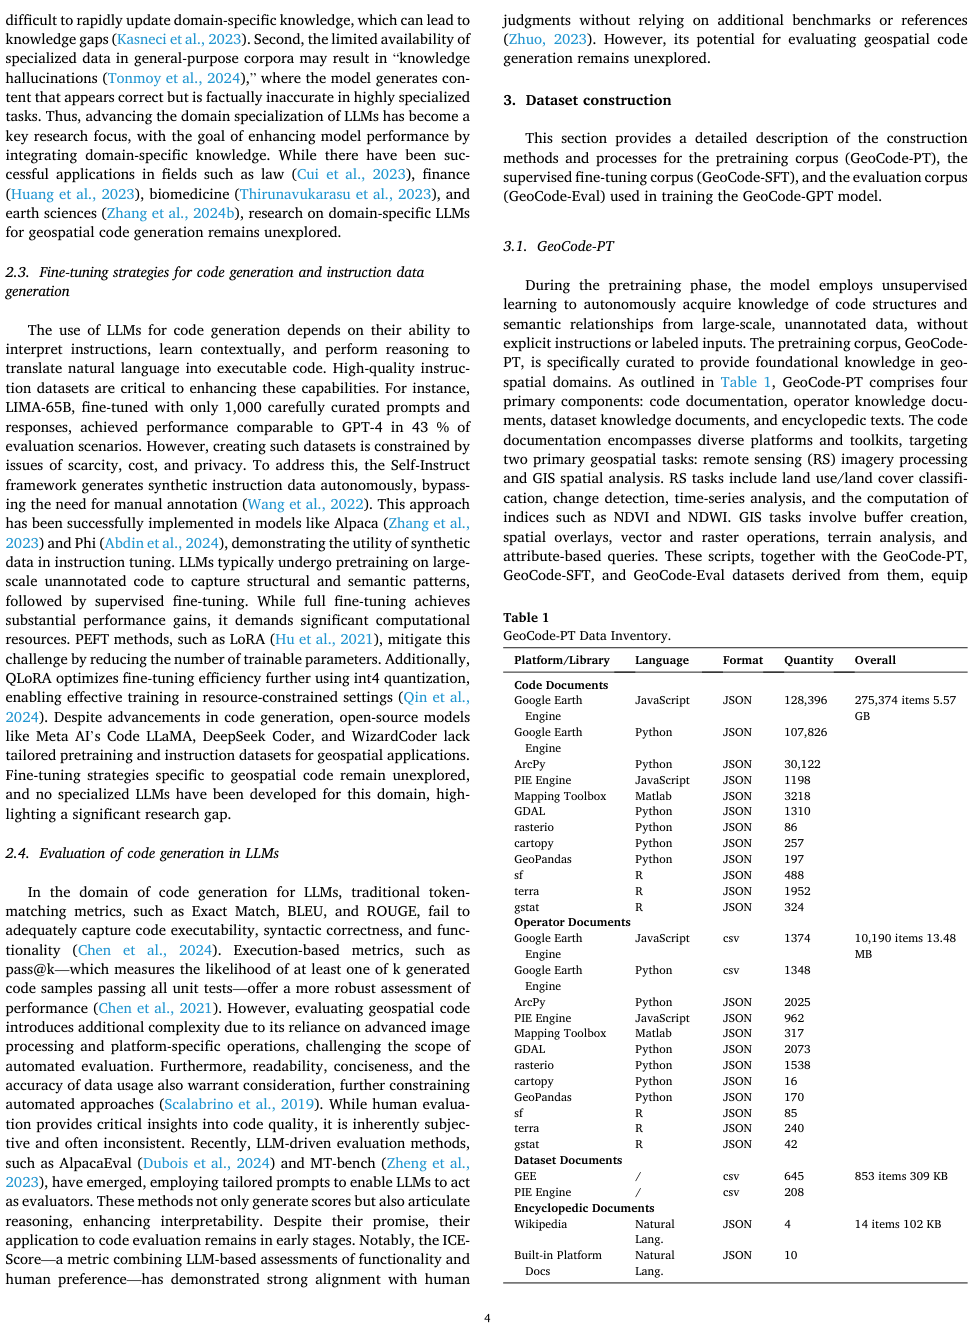 difficult to rapidly update domain-specific knowledge, which can lead to
knowledge gaps (Kasneci et al., 2023). Second, the limited availability of
specialized data in general-purpose corpora may result in “knowledge
hallucinations (Tonmoy et al., 2024),” where the model generates con-
tent that appears correct but is factually inaccurate in highly specialized
tasks. Thus, advancing the domain specialization of LLMs has become a
key research focus, with the goal of enhancing model performance by
integrating domain-specific knowledge. While there have been suc-
cessful applications in fields such as law (Cui et al., 2023), finance
(Huang et al., 2023), biomedicine (Thirunavukarasu et al., 2023), and
earth sciences (Zhang et al., 2024b), research on domain-specific LLMs
for geospatial code generation remains unexplored.
2.3. Fine-tuning strategies for code generation and instruction data
generation
The use of LLMs for code generation depends on their ability to
interpret instructions, learn contextually, and perform reasoning to
translate natural language into executable code. High-quality instruc-
tion datasets are critical to enhancing these capabilities. For instance,
LIMA-65B, fine-tuned with only 1,000 carefully curated prompts and
responses, achieved performance comparable to GPT-4 in 43 % of
evaluation scenarios. However, creating such datasets is constrained by
issues of scarcity, cost, and privacy. To address this, the Self-Instruct
framework generates synthetic instruction data autonomously, bypass-
ing the need for manual annotation (Wang et al., 2022). This approach
has been successfully implemented in models like Alpaca (Zhang et al.,
2023) and Phi (Abdin et al., 2024), demonstrating the utility of synthetic
data in instruction tuning. LLMs typically undergo pretraining on large-
scale unannotated code to capture structural and semantic patterns,
followed by supervised fine-tuning. While full fine-tuning achieves
substantial performance gains, it demands significant computational
resources. PEFT methods, such as LoRA (Hu et al., 2021), mitigate this
challenge by reducing the number of trainable parameters. Additionally,
QLoRA optimizes fine-tuning efficiency further using int4 quantization,
enabling effective training in resource-constrained settings (Qin et al.,
2024). Despite advancements in code generation, open-source models
like Meta AI’s Code LLaMA, DeepSeek Coder, and WizardCoder lack
tailored pretraining and instruction datasets for geospatial applications.
Fine-tuning strategies specific to geospatial code remain unexplored,
and no specialized LLMs have been developed for this domain, high-
lighting a significant research gap.
2.4. Evaluation of code generation in LLMs
In the domain of code generation for LLMs, traditional token-
matching metrics, such as Exact Match, BLEU, and ROUGE, fail to
adequately capture code executability, syntactic correctness, and func-
tionality (Chen et al., 2024). Execution-based metrics, such as
pass@k—which measures the likelihood of at least one of k generated
code samples passing all unit tests—offer a more robust assessment of
performance (Chen et al., 2021). However, evaluating geospatial code
introduces additional complexity due to its reliance on advanced image
processing and platform-specific operations, challenging the scope of
automated evaluation. Furthermore, readability, conciseness, and the
accuracy of data usage also warrant consideration, further constraining
automated approaches (Scalabrino et al., 2019). While human evalua-
tion provides critical insights into code quality, it is inherently subjec-
tive and often inconsistent. Recently, LLM-driven evaluation methods,
such as AlpacaEval (Dubois et al., 2024) and MT-bench (Zheng et al.,
2023), have emerged, employing tailored prompts to enable LLMs to act
as evaluators. These methods not only generate scores but also articulate
reasoning, enhancing interpretability. Despite their promise, their
application to code evaluation remains in early stages. Notably, the ICE-
Score—a metric combining LLM-based assessments of functionality and
human preference—has demonstrated strong alignment with human
judgments without relying on additional benchmarks or references
(Zhuo, 2023). However, its potential for evaluating geospatial code
generation remains unexplored.
3. Dataset construction
This section provides a detailed description of the construction
methods and processes for the pretraining corpus (GeoCode-PT), the
supervised fine-tuning corpus (GeoCode-SFT), and the evaluation corpus
(GeoCode-Eval) used in training the GeoCode-GPT model.
3.1. GeoCode-PT
During the pretraining phase, the model employs unsupervised
learning to autonomously acquire knowledge of code structures and
semantic relationships from large-scale, unannotated data, without
explicit instructions or labeled inputs. The pretraining corpus, GeoCode-
PT, is specifically curated to provide foundational knowledge in geo-
spatial domains. As outlined in Table 1, GeoCode-PT comprises four
primary components: code documentation, operator knowledge docu-
ments, dataset knowledge documents, and encyclopedic texts. The code
documentation encompasses diverse platforms and toolkits, targeting
two primary geospatial tasks: remote sensing (RS) imagery processing
and GIS spatial analysis. RS tasks include land use/land cover classifi-
cation, change detection, time-series analysis, and the computation of
indices such as NDVI and NDWI. GIS tasks involve buffer creation,
spatial overlays, vector and raster operations, terrain analysis, and
attribute-based queries. These scripts, together with the GeoCode-PT,
GeoCode-SFT, and GeoCode-Eval datasets derived from them, equip
Table 1
GeoCode-PT Data Inventory.
Platform/Library Language Format Quantity Overall
Code Documents
Google Earth JavaScript JSON 128,396 275,374 items 5.57
Engine GB
Google Earth Python JSON 107,826
Engine
ArcPy Python JSON 30,122
PIE Engine JavaScript JSON 1198
Mapping Toolbox Matlab JSON 3218
GDAL Python JSON 1310
rasterio Python JSON 86
cartopy Python JSON 257
GeoPandas Python JSON 197
sf R JSON 488
terra R JSON 1952
gstat R JSON 324
Operator Documents
Google Earth JavaScript csv 1374 10,190 items 13.48
Engine MB
Google Earth Python csv 1348
Engine
ArcPy Python JSON 2025
PIE Engine JavaScript JSON 962
Mapping Toolbox Matlab JSON 317
GDAL Python JSON 2073
rasterio Python JSON 1538
cartopy Python JSON 16
GeoPandas Python JSON 170
sf R JSON 85
terra R JSON 240
gstat R JSON 42
Dataset Documents
GEE / csv 645 853 items 309 KB
PIE Engine / csv 208
Encyclopedic Documents
Wikipedia Natural JSON 4 14 items 102 KB
Lang.
Built-in Platform Natural JSON 10
Docs Lang.
4